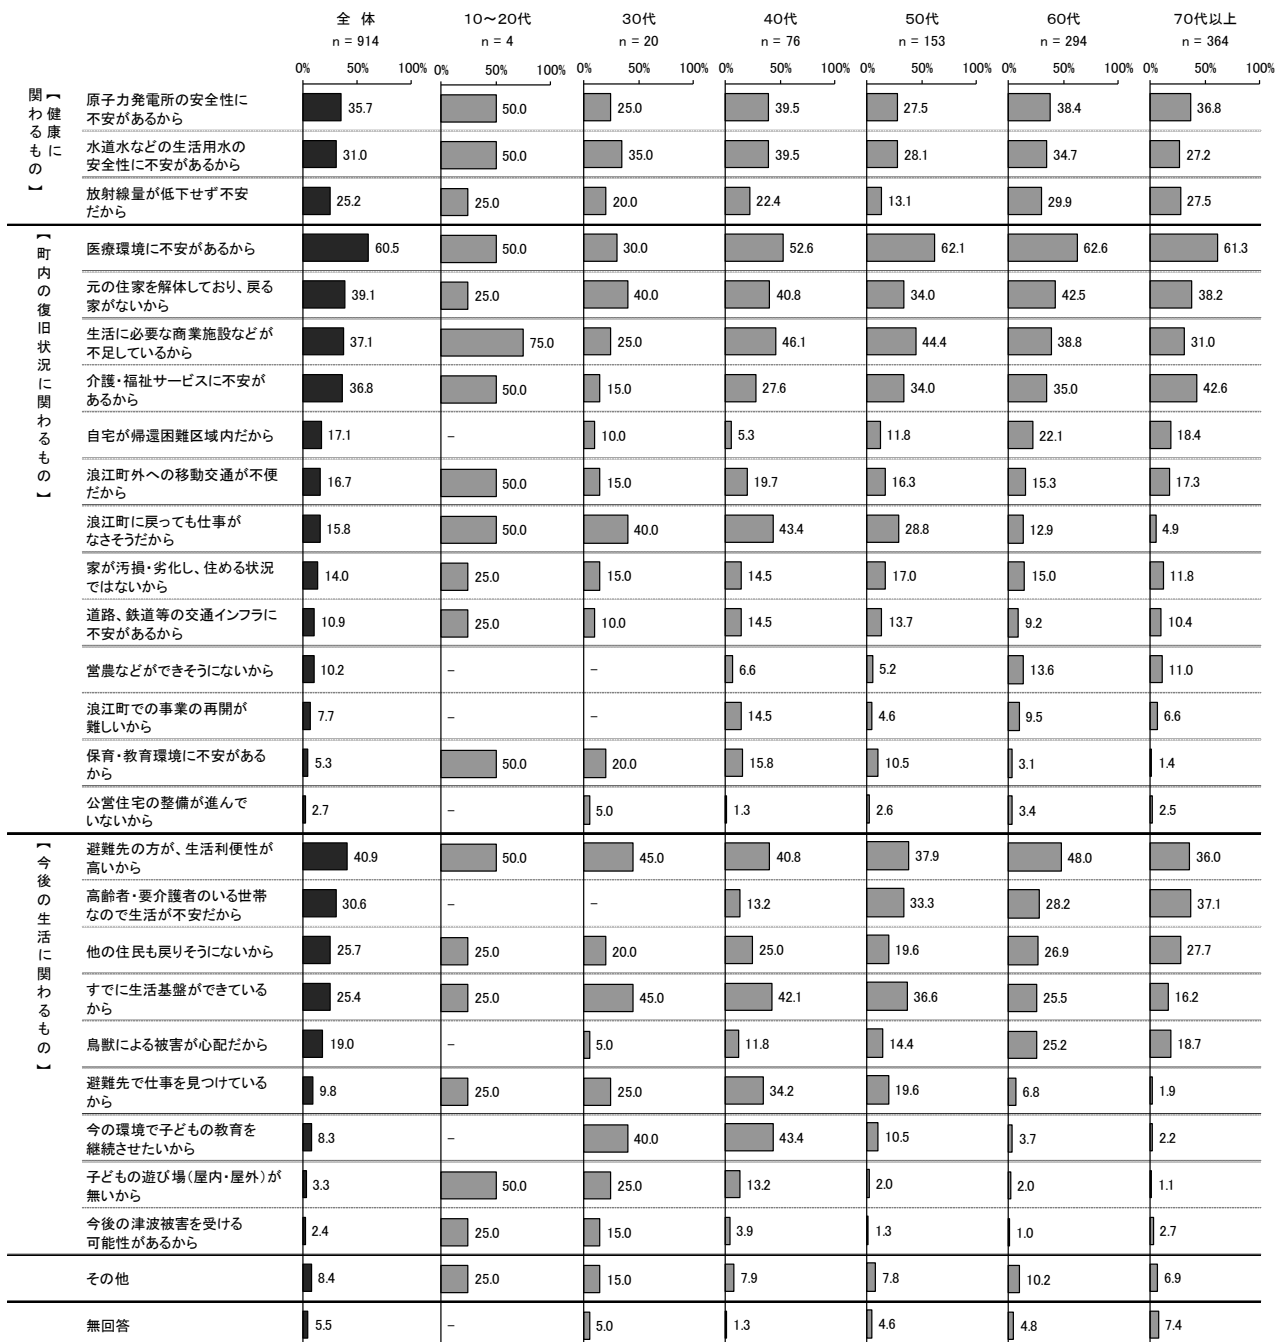 全 体 10～20代 30代 40代 50代 60代 70代以上
n = 914 n = 4 n = 20 n = 76 n = 153 n = 294 n = 364
0% 50% 100% 0% 50% 100% 0% 50% 100% 0% 50% 100% 0% 50% 100% 0% 50% 100% 0% 50% 100%
【健康に
関わるもの】
原子力発電所の安全性に
不安があるから
35.7 50.0 25.0 39.5 27.5 38.4 36.8
水道水などの生活用水の
安全性に不安があるから
31.0 50.0 35.0 39.5 28.1 34.7 27.2
放射線量が低下せず不安
だから
25.2 25.0 20.0 22.4 13.1 29.9 27.5
【町内の復旧状況に関わるもの】
医療環境に不安があるから
60.5 50.0 30.0 52.6 62.1 62.6 61.3
元の住家を解体しており、戻る
家がないから
39.1 25.0 40.0 40.8 34.0 42.5 38.2
生活に必要な商業施設などが
不足しているから
37.1 75.0 25.0 46.1 44.4 38.8 31.0
介護・福祉サービスに不安が
あるから
36.8 50.0 15.0 27.6 34.0 35.0 42.6
自宅が帰還困難区域内だから
17.1 － 10.0 5.3 11.8 22.1 18.4
浪江町外への移動交通が不便
だから
16.7 50.0 15.0 19.7 16.3 15.3 17.3
浪江町に戻っても仕事が
なさそうだから
15.8 50.0 40.0 43.4 28.8 12.9 4.9
家が汚損・劣化し、住める状況
ではないから
14.0 25.0 15.0 14.5 17.0 15.0 11.8
道路、鉄道等の交通インフラに
不安があるから
10.9 25.0 10.0 14.5 13.7 9.2 10.4
営農などができそうにないから
10.2 － － 6.6 5.2 13.6 11.0
浪江町での事業の再開が
難しいから
7.7 － － 14.5 4.6 9.5 6.6
保育・教育環境に不安がある
から
5.3 50.0 20.0 15.8 10.5 3.1 1.4
公営住宅の整備が進んで
いないから
2.7 － 5.0 1.3 2.6 3.4 2.5
【今後の生活に関わるもの】
避難先の方が、生活利便性が
高いから
40.9 50.0 45.0 40.8 37.9 48.0 36.0
高齢者・要介護者のいる世帯
なので生活が不安だから
30.6 － － 13.2 33.3 28.2 37.1
他の住民も戻りそうにないから
25.7 25.0 20.0 25.0 19.6 26.9 27.7
すでに生活基盤ができている
から
25.4 25.0 45.0 42.1 36.6 25.5 16.2
鳥獣による被害が心配だから
19.0 － 5.0 11.8 14.4 25.2 18.7
避難先で仕事を見つけている
から
9.8 25.0 25.0 34.2 19.6 6.8 1.9
今の環境で子どもの教育を
継続させたいから
8.3 － 40.0 43.4 10.5 3.7 2.2
子どもの遊び場（屋内・屋外）が
無いから
3.3 50.0 25.0 13.2 2.0 2.0 1.1
今後の津波被害を受ける
可能性があるから
2.4 25.0 15.0 3.9 1.3 1.0 2.7
その他
8.4 25.0 15.0 7.9 7.8 10.2 6.9
無回答
5.5 － 5.0 1.3 4.6 4.8 7.4